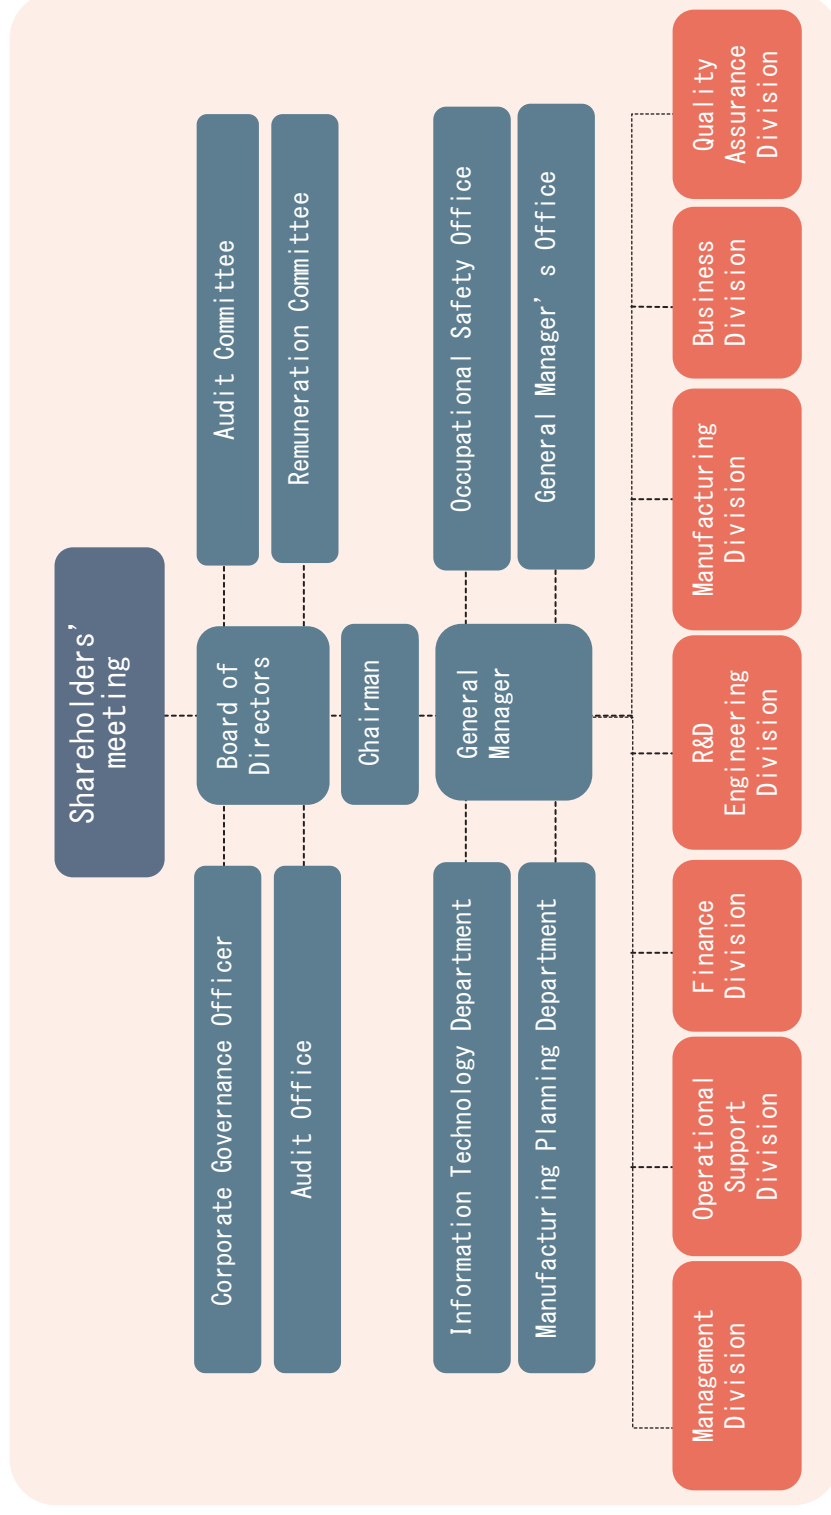 Shareholders’
meeting
Corporate Governance Officer
Audit Office
Board of
Directors
Audit Committee
Remuneration Committee
Chairman
Information Technology Department
Manufacturing Planning Department
General
Manager
Occupational Safety Office
General Manager’s Office
Management
Division
Operational
Support
Division
Finance
Division
R&D
Engineering
Division
Manufacturing
Division
Business
Division
Quality
Assurance
Division